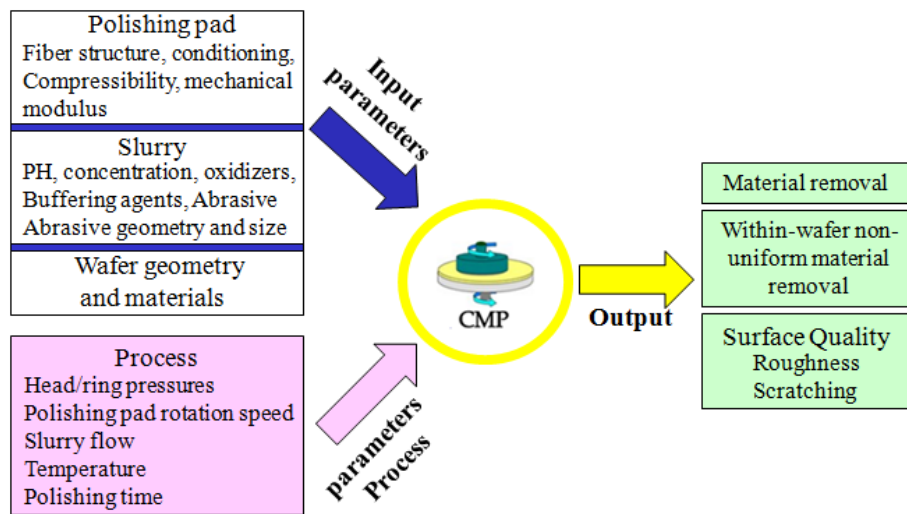 Polishing pad
Fiber structure, conditioning,
Compressibility, mechanical
modulus
Slurry
PH, concentration, oxidizers,
Buffering agents, Abrasive
Abrasive geometry and size
Wafer geometry
and materials
Process
Head/ring pressures
Polishing pad rotation speed
Slurry flow
Temperature
Polishing time
Input
parameters
parameters
Process
CMP
Output
Material removal
Within-wafer non-
uniform material
removal
Surface Quality
Roughness
Scratching